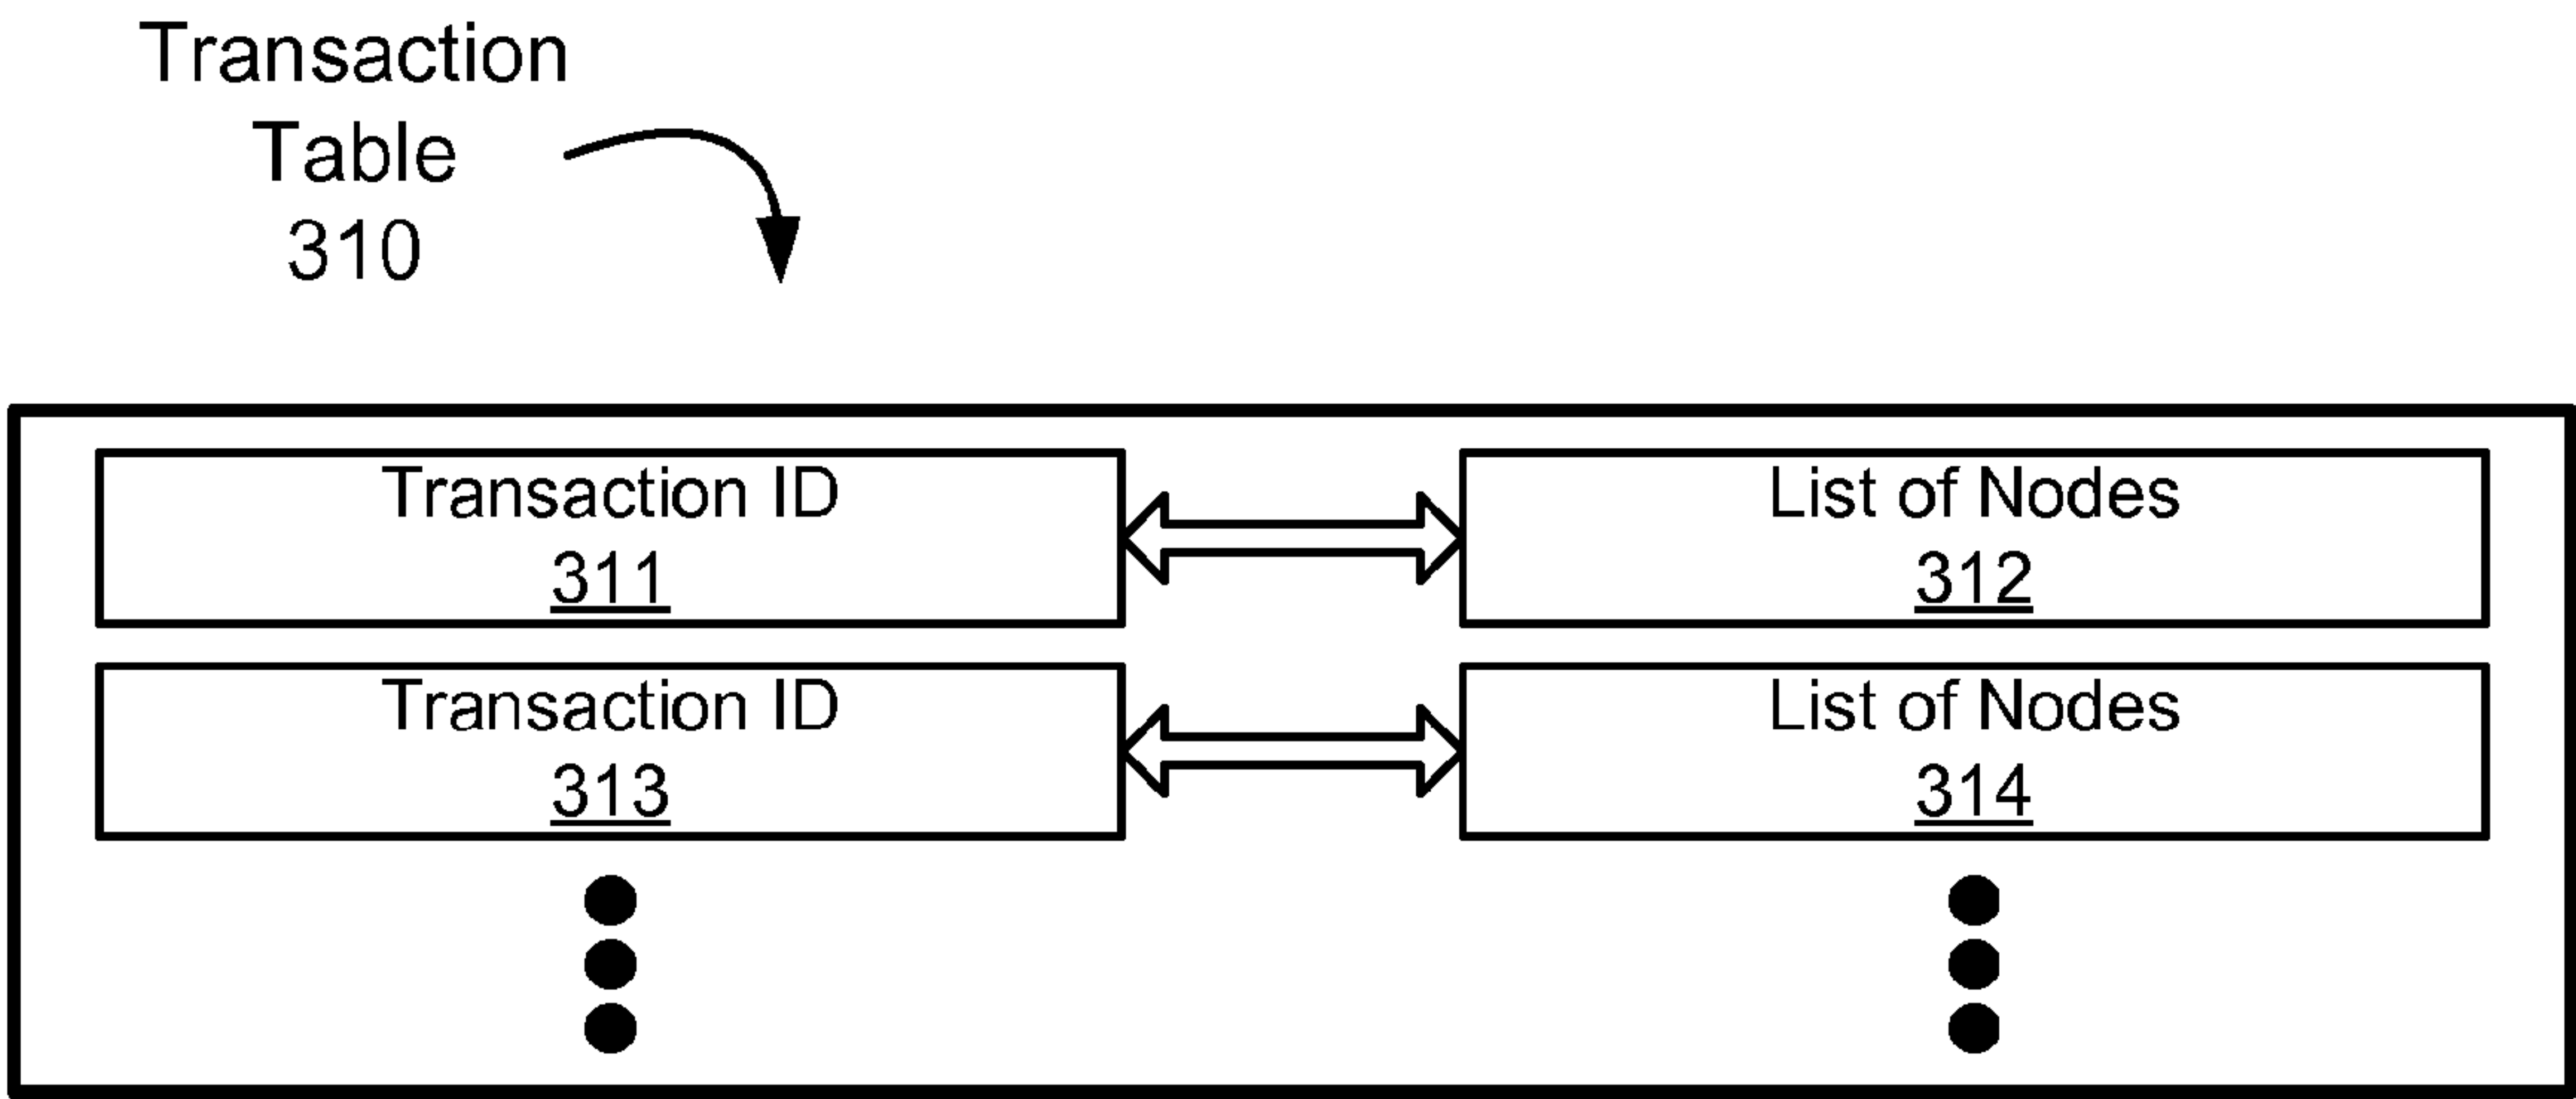 Transaction
Table
310
Transaction ID
311
List of Nodes
312
Transaction ID
313
List of Nodes
314